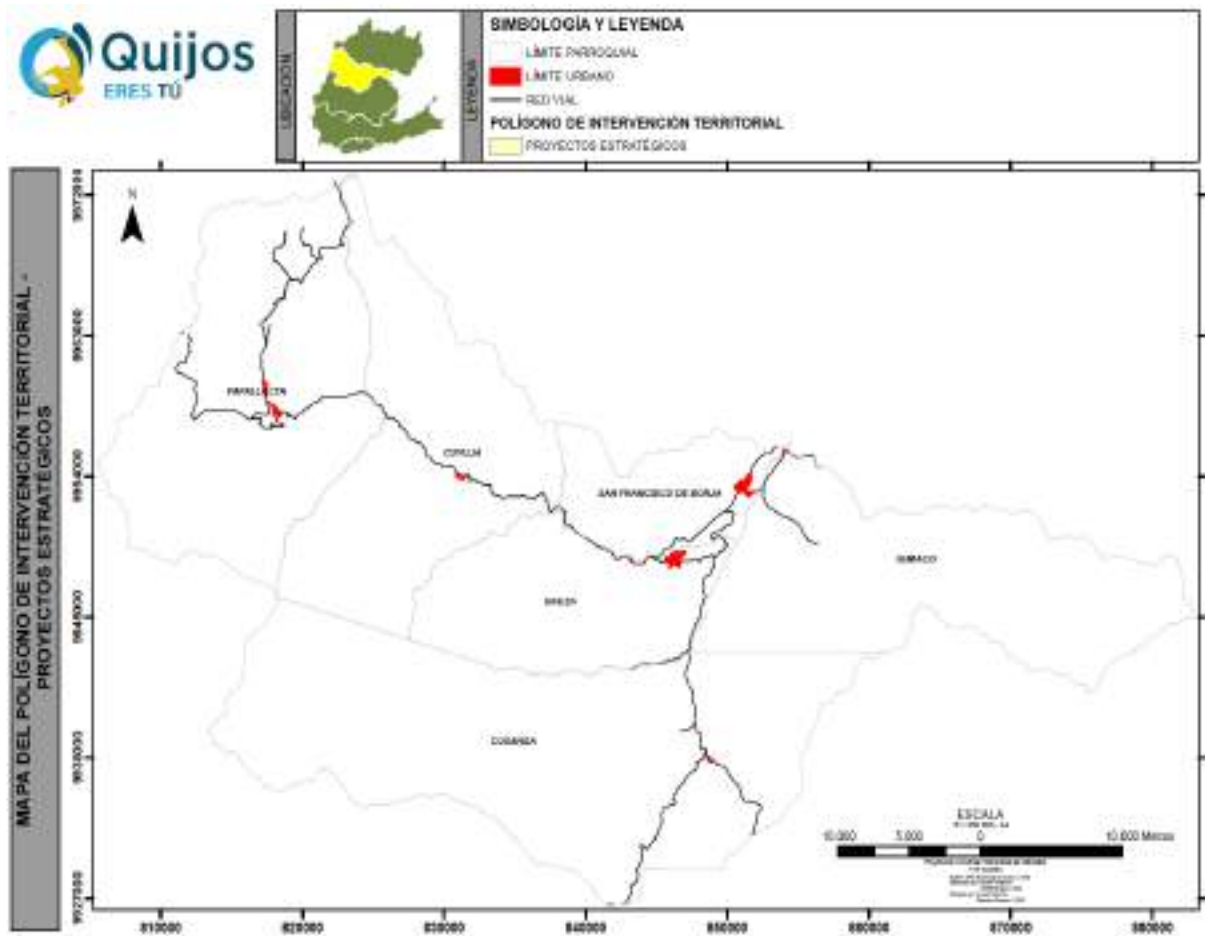 Quijos
ERES TÚ
UBICACIÓN
LEYENDA
SIMBOLOGÍA Y LEYENDA
LÍMITE PARROQUIAL
LÍMITE URBANO
RED VIAL
POLÍGONO DE INTERVENCIÓN TERRITORIAL
PROYECTOS ESTRATÉGICOS
MAPA DEL POLÍGONO DE INTERVENCIÓN TERRITORIAL -
PROYECTOS ESTRATÉGICOS
N
PAPALLACTA
CUYUJA
SAN FRANCISCO DE BORJA
SUMACO
BAEZA
COSANGA
ESCALA
10.000 5.000 0 10.000 Metros
810000 820000 830000 840000 850000 860000 870000 880000